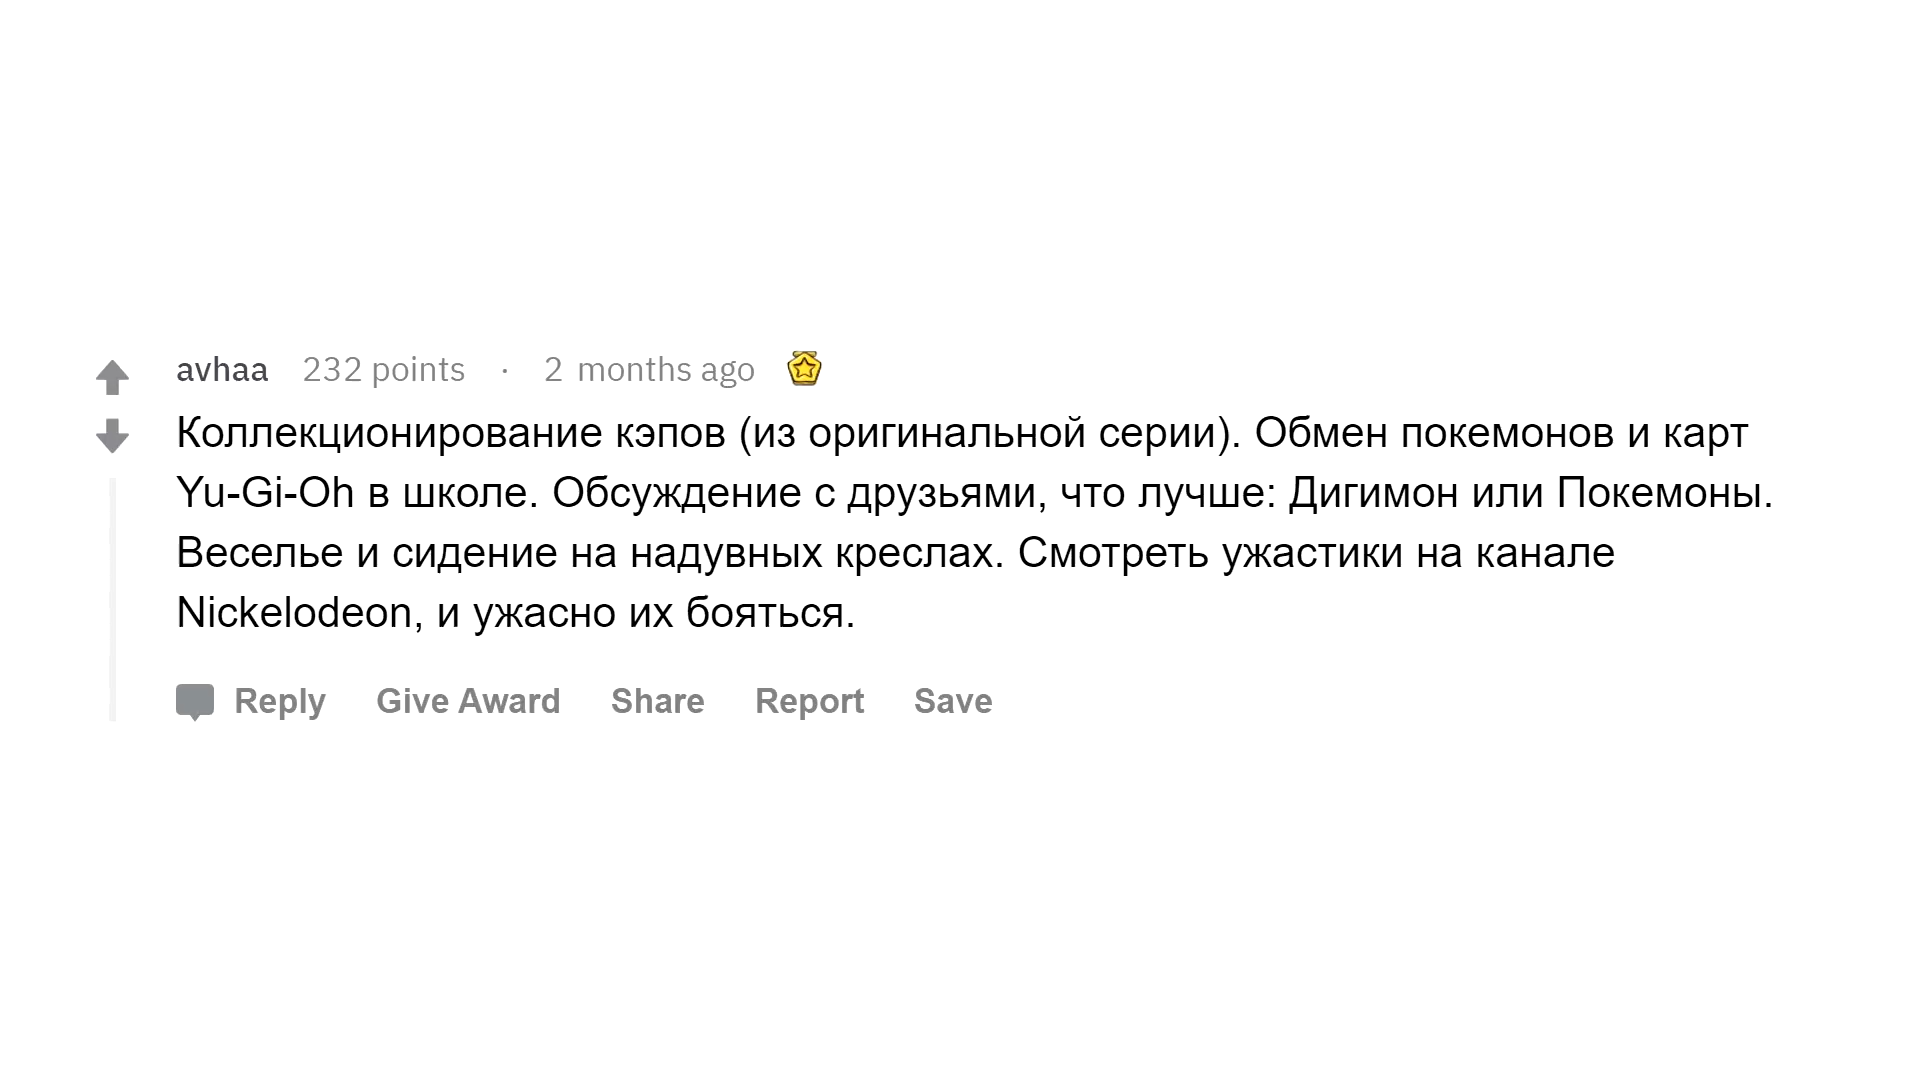 avhaa 232 points · 2 months ago
Коллекционирование кэпов (из оригинальной серии). Обмен покемонов и карт
Yu-Gi-Oh в школе. Обсуждение с друзьями, что лучше: Дигимон или Покемоны.
Веселье и сидение на надувных креслах. Смотреть ужастики на канале
Nickelodeon, и ужасно их бояться.
Reply Give Award Share Report Save